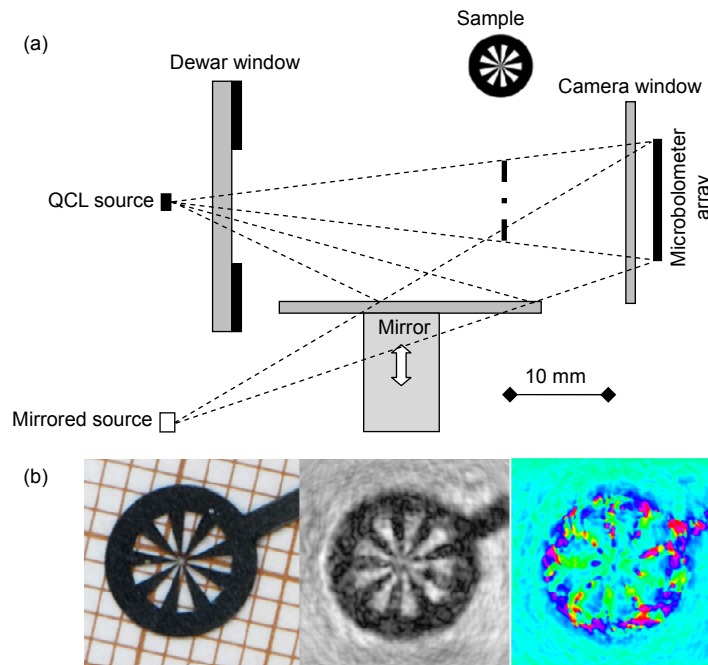 (a)
Sample
Dewar window
Camera window
QCL source
Microbolometer
array
Mirror
10 mm
Mirrored source
(b)